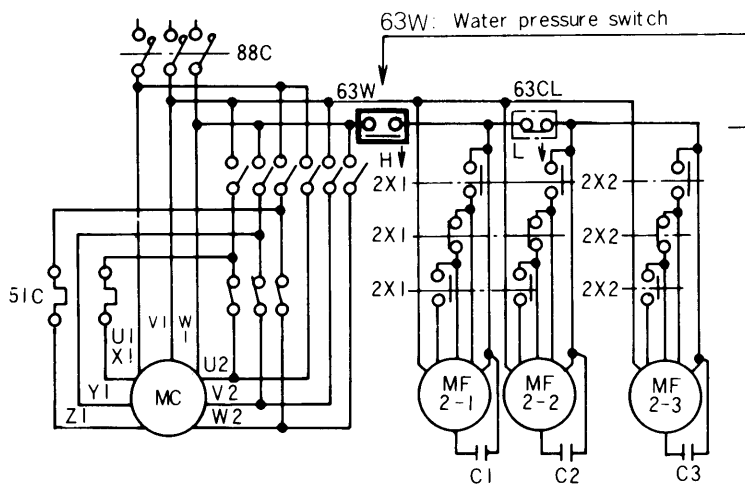 63W: Water pressure switch
88C
63W
63CL
H
L
2X1
2X2
2X1
2X2
2X1
2X2
51C
U1
X1
V1
W
1
U2
Y1
V2
Z1
W2
MC
MF
2-1
MF
2-2
MF
2-3
C1
C2
C3